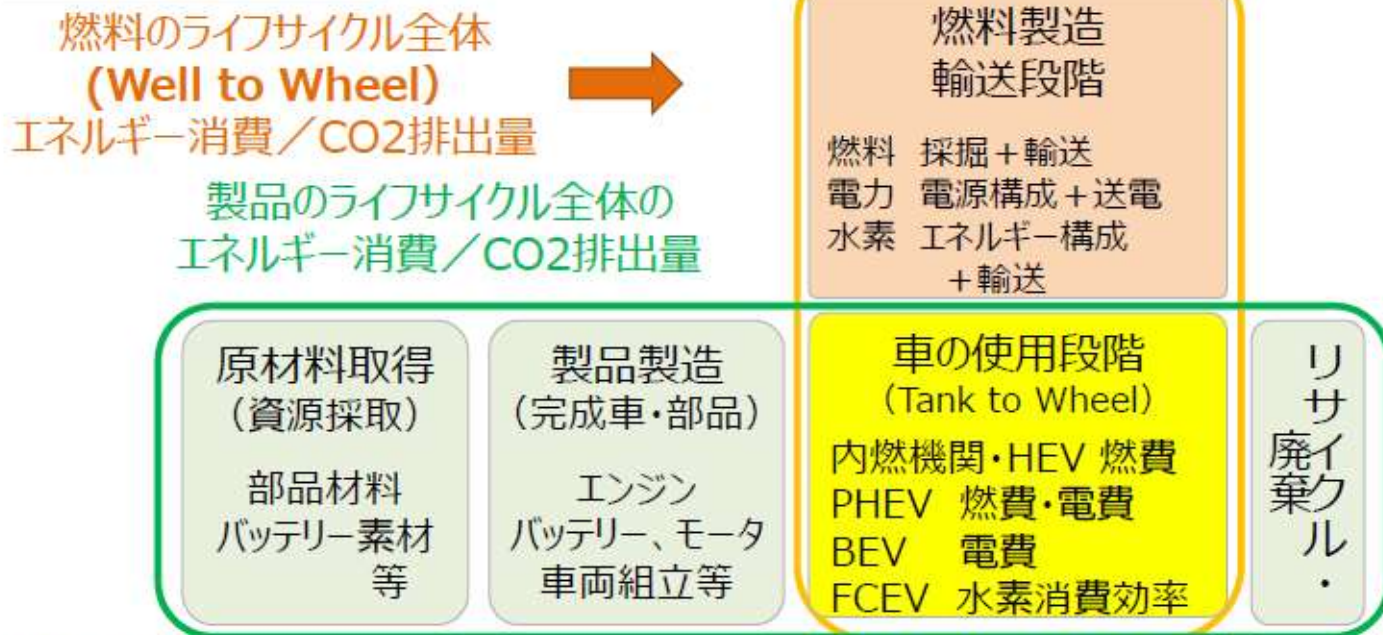 燃料のライフサイクル全体
(Well to Wheel)
エネルギー消費／CO2排出量
製品のライフサイクル全体の
エネルギー消費／CO2排出量
燃料製造
輸送段階
燃料 採掘＋輸送
電力 電源構成＋送電
水素 エネルギー構成
＋輸送
原材料取得
（資源採取）
部品材料
バッテリー素材
等
製品製造
（完成車・部品）
エンジン
バッテリー、モータ
車両組立等
車の使用段階
（Tank to Wheel）
内燃機関・HEV 燃費
PHEV 燃費・電費
BEV 電費
FCEV 水素消費効率
リサイクル・
廃棄